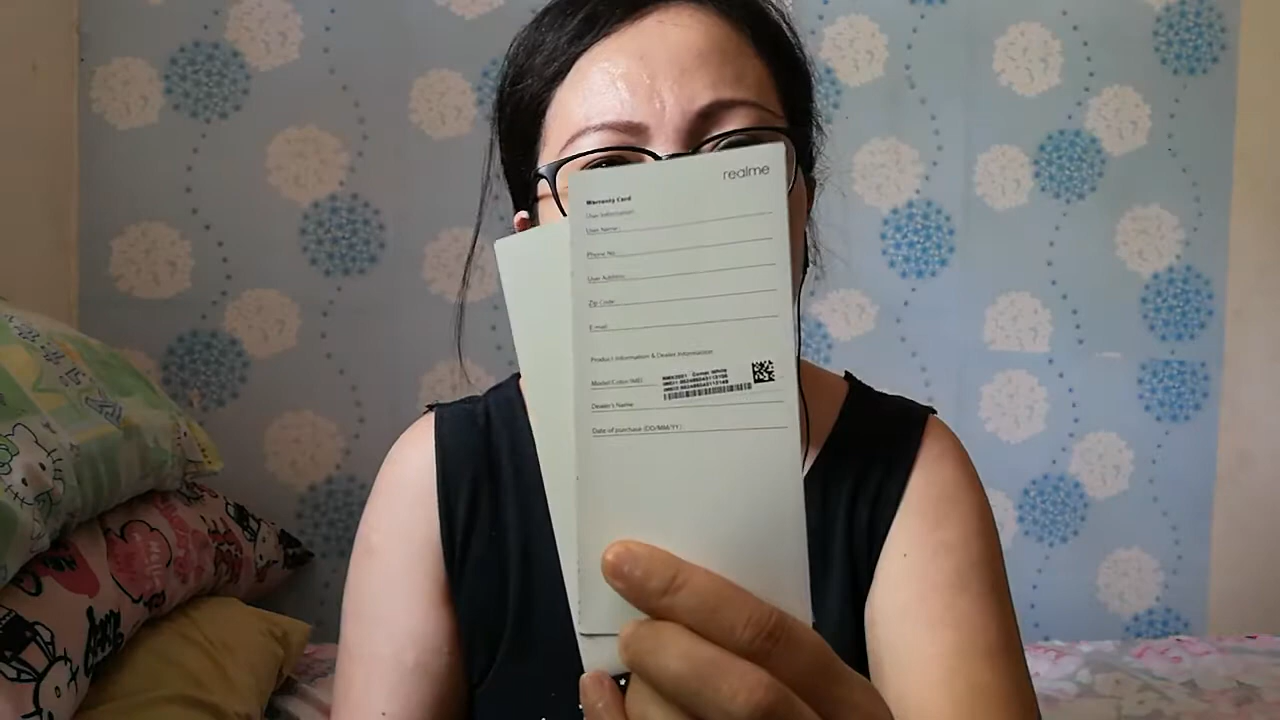 realme
Warranty Card
User Information
User Name:
Phone No:
User Address:
Zip Code:
E-mail:
Product Information & Dealer Information
Model/Color/IMEI
Dealer's Name:
Date of purchase (DD/MM/YY):